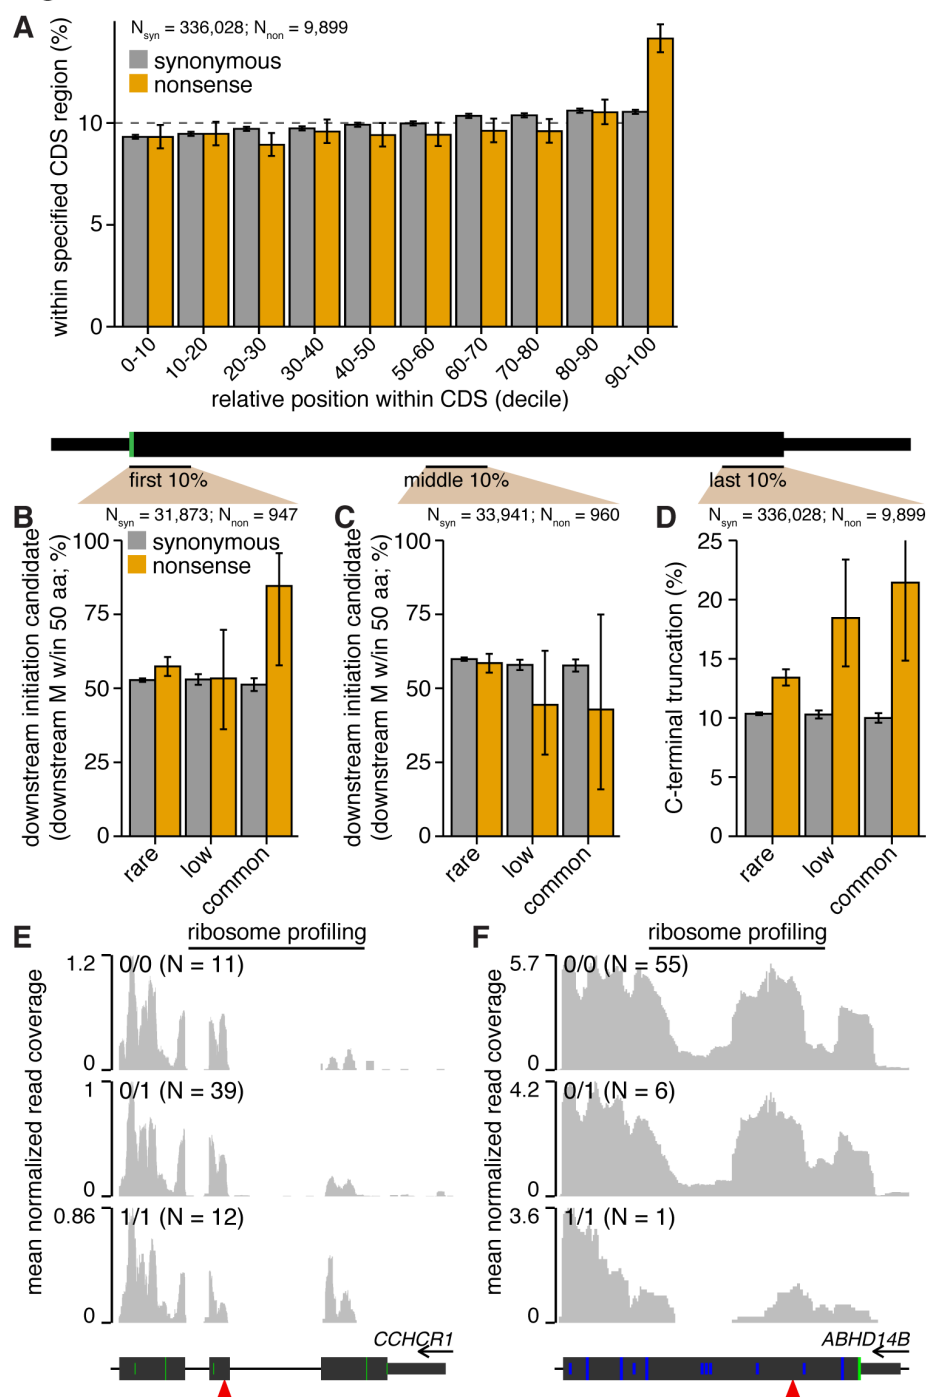 A
Nsyn = 336,028; Nnon = 9,899
synonymous
nonsense
within specified CDS region (%)
10
5
0
0-10
10-20
20-30
30-40
40-50
50-60
60-70
70-80
80-90
90-100
relative position within CDS (decile)
first 10%
middle 10%
last 10%
B
Nsyn = 31,873; Nnon = 947
synonymous
nonsense
downstream initiation candidate
(downstream M w/in 50 aa; %)
100
75
50
25
0
rare
low
common
C
Nsyn = 33,941; Nnon = 960
downstream initiation candidate
(downstream M w/in 50 aa; %)
100
75
50
25
0
rare
low
common
D
Nsyn = 336,028; Nnon = 9,899
C-terminal truncation (%)
25
20
15
10
5
0
rare
low
common
E
ribosome profiling
mean normalized read coverage
1.2
0/0 (N = 11)
0
1
0/1 (N = 39)
0
0.86
1/1 (N = 12)
0
CCHCR1
F
ribosome profiling
mean normalized read coverage
5.7
0/0 (N = 55)
0
4.2
0/1 (N = 6)
0
3.6
1/1 (N = 1)
0
ABHD14B